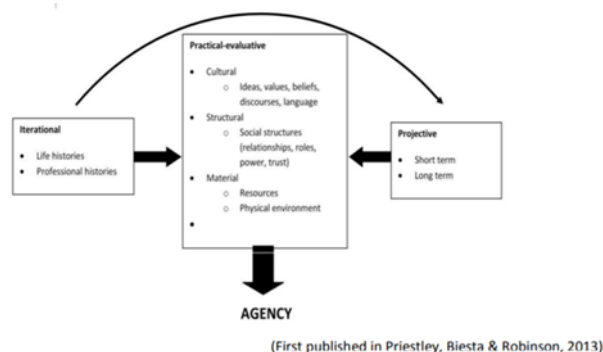 Practical-evaluative
• Cultural
o Ideas, values, beliefs,
discourses, language
• Structural
o Social structures
(relationships, roles,
power, trust)
• Material
o Resources
o Physical environment
•
Iterational
• Life histories
• Professional histories
Projective
• Short term
• Long term
AGENCY
(First published in Priestley, Biesta & Robinson, 2013)